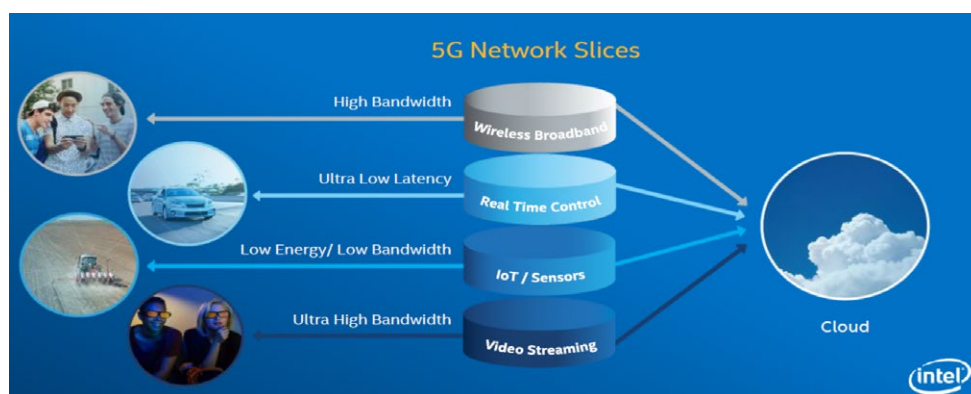 5G Network Slices
High Bandwidth
Wireless Broadband
Ultra Low Latency
Real Time Control
Low Energy/ Low Bandwidth
IoT / Sensors
Ultra High Bandwidth
Video Streaming
Cloud
intel